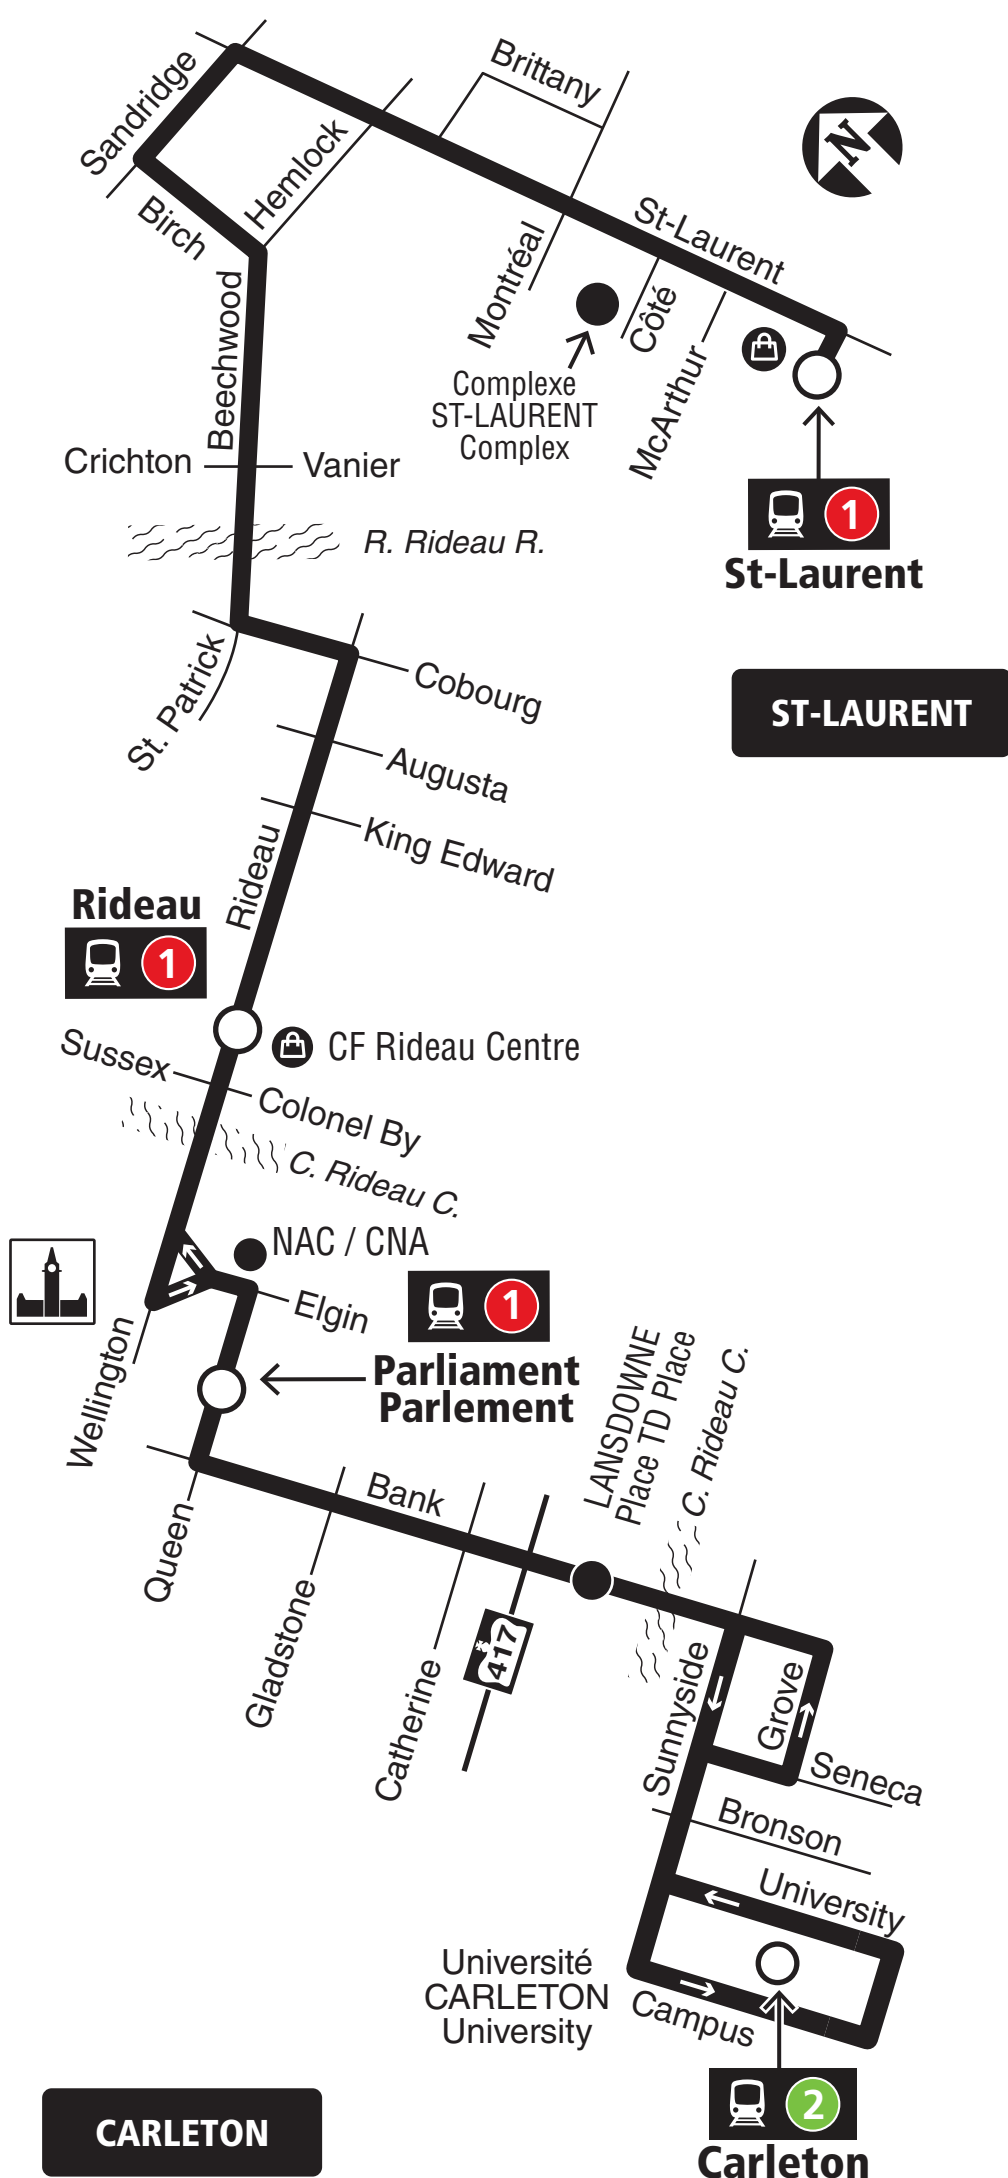 Brittany
Sandridge
Hemlock
N
Birch
St-Laurent
Montréal
Côté
Beechwood
McArthur
Complexe
ST-LAURENT
Complex
Crichton
Vanier
1
St-Laurent
R. Rideau R.
St. Patrick
Cobourg
ST-LAURENT
Augusta
King Edward
Rideau
Rideau
1
CF Rideau Centre
Sussex
Colonel By
C. Rideau C.
NAC / CNA
Elgin
1
Parliament
Parlement
Wellington
LANSDOWNE
Place TD Place
C. Rideau C.
Bank
Queen
Gladstone
Catherine
417
Sunnyside
Grove
Seneca
Bronson
University
Université
CARLETON
University
Campus
2
Carleton
CARLETON